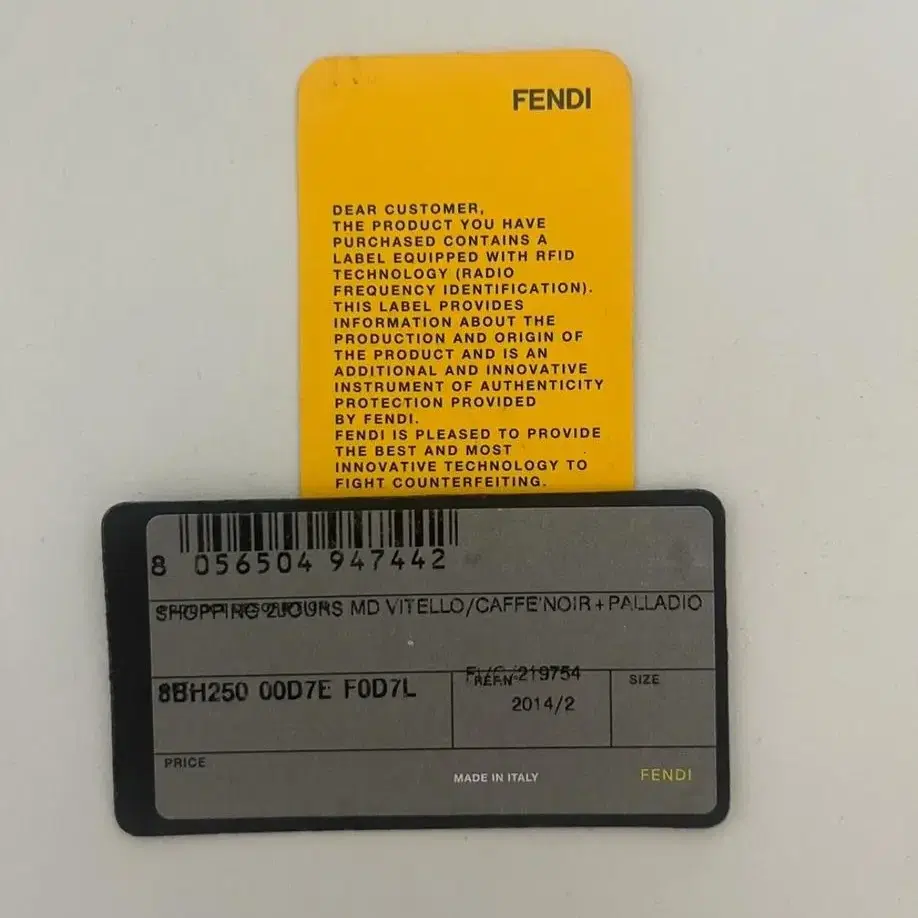 FENDI
DEAR CUSTOMER,
THE PRODUCT YOU HAVE
PURCHASED CONTAINS A
LABEL EQUIPPED WITH RFID
TECHNOLOGY (RADIO
FREQUENCY IDENTIFICATION).
THIS LABEL PROVIDES
INFORMATION ABOUT THE
PRODUCTION AND ORIGIN OF
THE PRODUCT AND IS AN
ADDITIONAL AND INNOVATIVE
INSTRUMENT OF AUTHENTICITY
PROTECTION PROVIDED
BY FENDI.
FENDI IS PLEASED TO PROVIDE
THE BEST AND MOST
INNOVATIVE TECHNOLOGY TO
FIGHT COUNTERFEITING.
8 056504 947442
SHOPPING 2JOURS MD VITELLO/CAFFE'NOIR+PALLADIO
8BH250 00D7E F0D7L
219754
REF.N°
2014/2
SIZE
PRICE
MADE IN ITALY
FENDI